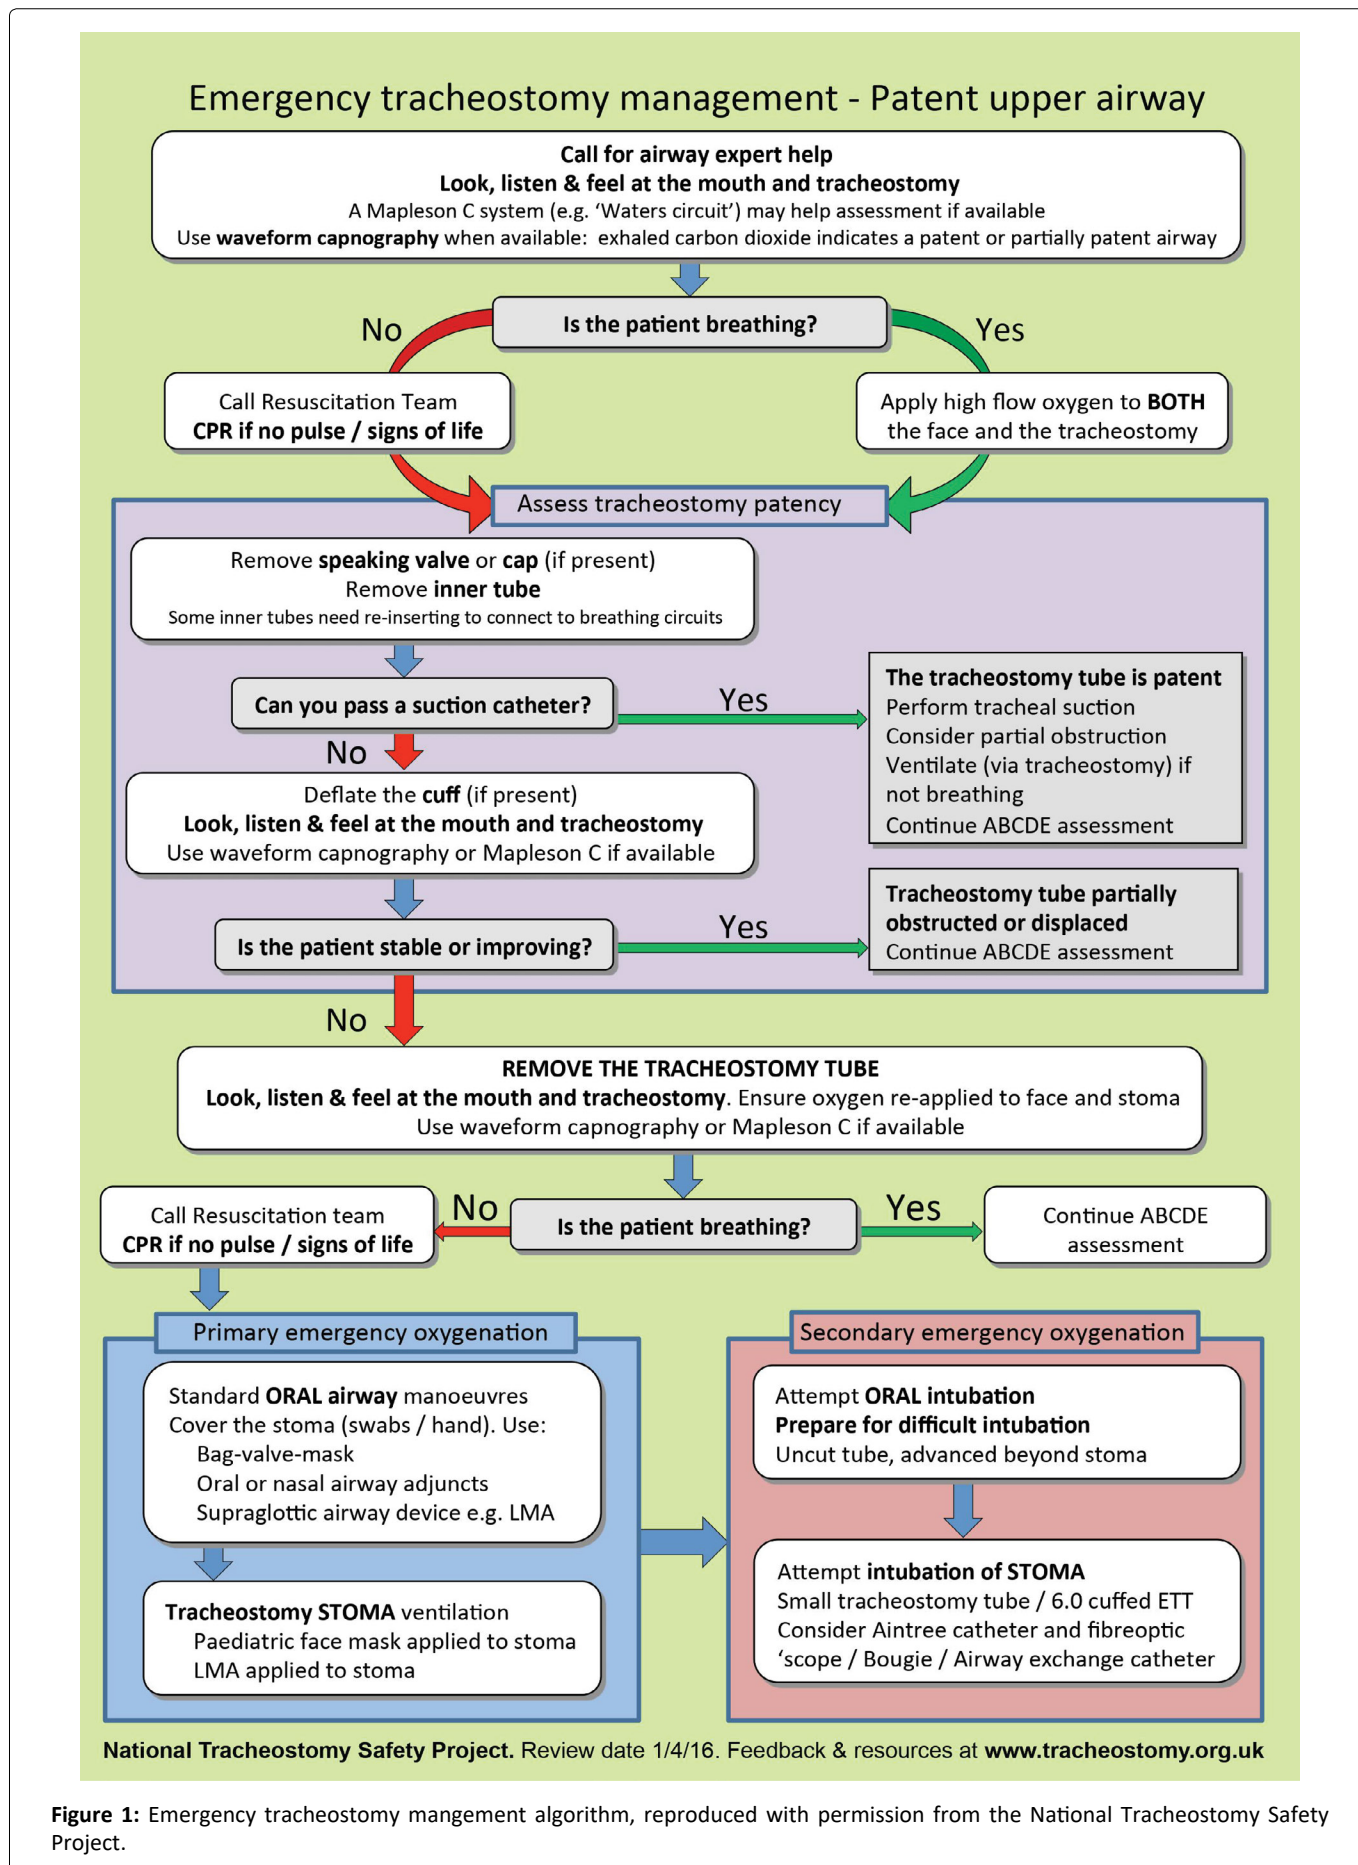 Emergency tracheostomy management - Patent upper airway
Call for airway expert help
Look, listen & feel at the mouth and tracheostomy
A Mapleson C system (e.g. ‘Waters circuit’) may help assessment if available
Use waveform capnography when available: exhaled carbon dioxide indicates a patent or partially patent airway
Is the patient breathing?
No
Yes
Call Resuscitation Team
CPR if no pulse / signs of life
Apply high flow oxygen to BOTH
the face and the tracheostomy
Assess tracheostomy patency
Remove speaking valve or cap (if present)
Remove inner tube
Some inner tubes need re-inserting to connect to breathing circuits
Can you pass a suction catheter?
Yes
The tracheostomy tube is patent
Perform tracheal suction
Consider partial obstruction
Ventilate (via tracheostomy) if
not breathing
Continue ABCDE assessment
No
Deflate the cuff (if present)
Look, listen & feel at the mouth and tracheostomy
Use waveform capnography or Mapleson C if available
Is the patient stable or improving?
Yes
Tracheostomy tube partially
obstructed or displaced
Continue ABCDE assessment
No
REMOVE THE TRACHEOSTOMY TUBE
Look, listen & feel at the mouth and tracheostomy. Ensure oxygen re-applied to face and stoma
Use waveform capnography or Mapleson C if available
Is the patient breathing?
No
Yes
Call Resuscitation team
CPR if no pulse / signs of life
Continue ABCDE
assessment
Primary emergency oxygenation
Standard ORAL airway manoeuvres
Cover the stoma (swabs / hand). Use:
Bag-valve-mask
Oral or nasal airway adjuncts
Supraglottic airway device e.g. LMA
Tracheostomy STOMA ventilation
Paediatric face mask applied to stoma
LMA applied to stoma
Secondary emergency oxygenation
Attempt ORAL intubation
Prepare for difficult intubation
Uncut tube, advanced beyond stoma
Attempt intubation of STOMA
Small tracheostomy tube / 6.0 cuffed ETT
Consider Aintree catheter and fibreoptic
‘scope / Bougie / Airway exchange catheter
National Tracheostomy Safety Project. Review date 1/4/16. Feedback & resources at www.tracheostomy.org.uk
Figure 1: Emergency tracheostomy mangement algorithm, reproduced with permission from the National Tracheostomy Safety
Project.